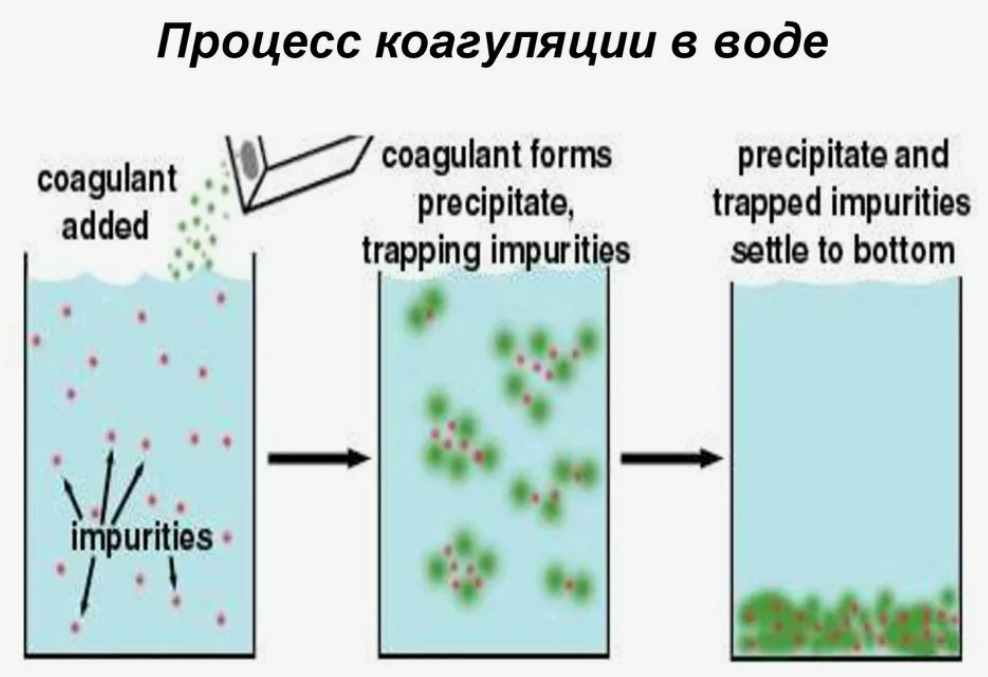 Процесс коагуляции в воде
coagulant
added
coagulant forms
precipitate,
trapping impurities
precipitate and
trapped impurities
settle to bottom
impurities